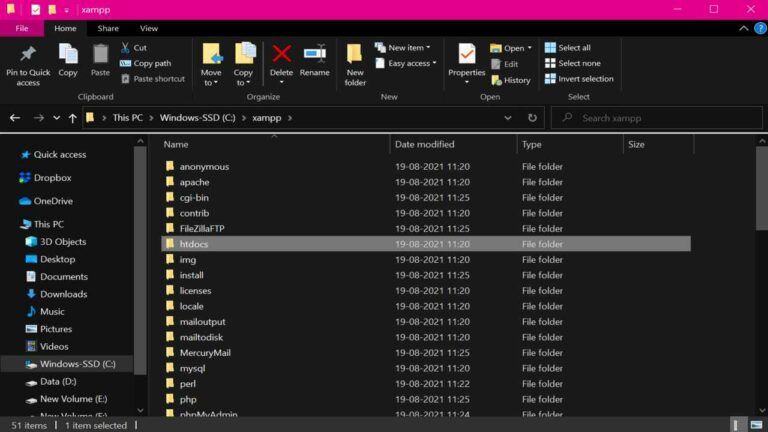 xampp
File Home Share View
Pin to Quick access
Copy
Paste
Cut
Copy path
Paste shortcut
Clipboard
Move to
Copy to
Delete
Rename
Organize
New folder
New item
Easy access
New
Properties
Open
Edit
History
Open
Select all
Select none
Invert selection
Select
This PC > Windows-SSD (C:) > xampp >
Search xampp
Quick access
Dropbox
OneDrive
This PC
3D Objects
Desktop
Documents
Downloads
Music
Pictures
Videos
Windows-SSD (C:)
Data (D:)
New Volume (E:)
New Volume (E:)
Name Date modified Type Size
anonymous 19-08-2021 11:20 File folder
apache 19-08-2021 11:20 File folder
cgi-bin 19-08-2021 11:25 File folder
contrib 19-08-2021 11:20 File folder
FileZillaFTP 19-08-2021 11:25 File folder
htdocs 19-08-2021 11:20 File folder
img 19-08-2021 11:20 File folder
install 19-08-2021 11:25 File folder
licenses 19-08-2021 11:20 File folder
locale 19-08-2021 11:20 File folder
mailoutput 19-08-2021 11:20 File folder
mailtodisk 19-08-2021 11:20 File folder
MercuryMail 19-08-2021 11:25 File folder
mysql 19-08-2021 11:20 File folder
perl 19-08-2021 11:22 File folder
php 19-08-2021 11:25 File folder
phpMyAdmin 19-08-2021 11:24 File folder
51 items 1 item selected